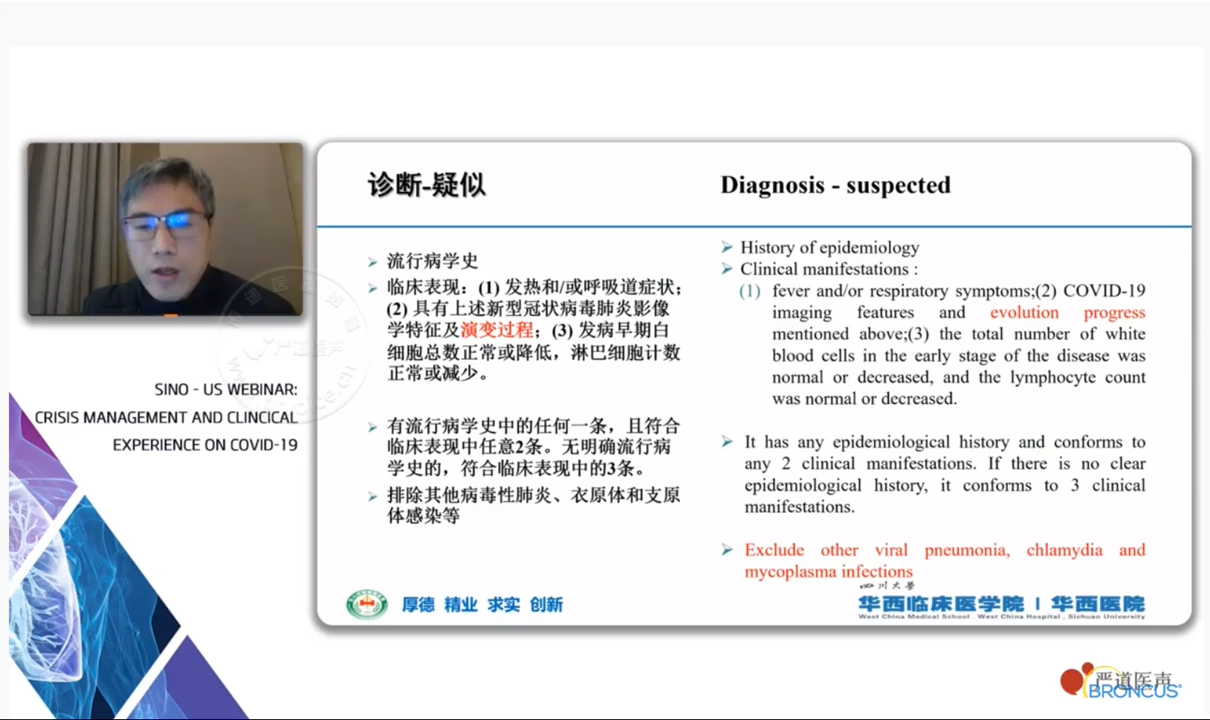 诊断-疑似
流行病学史
临床表现：(1) 发热和/或呼吸道症状；
(2) 具有上述新型冠状病毒肺炎影像
学特征及演变过程；(3) 发病早期白
细胞总数正常或降低，淋巴细胞计数
正常或减少。
有流行病学史中的任何一条，且符合
临床表现中任意2条。无明确流行病
学史的，符合临床表现中的3条。
排除其他病毒性肺炎、衣原体和支原
体感染等
Diagnosis - suspected
History of epidemiology
Clinical manifestations :
(1) fever and/or respiratory symptoms;(2) COVID-19
imaging features and evolution progress
mentioned above;(3) the total number of white
blood cells in the early stage of the disease was
normal or decreased, and the lymphocyte count
was normal or decreased.
It has any epidemiological history and conforms to
any 2 clinical manifestations. If there is no clear
epidemiological history, it conforms to 3 clinical
manifestations.
Exclude other viral pneumonia, chlamydia and
mycoplasma infections
厚德 精业 求实 创新
四川大学
华西临床医学院 | 华西医院
West China Medical School . West China Hospital . Sichuan University
SINO - US WEBINAR:
CRISIS MANAGEMENT AND CLINCICAL
EXPERIENCE ON COVID-19
严道医声
BRONCUS